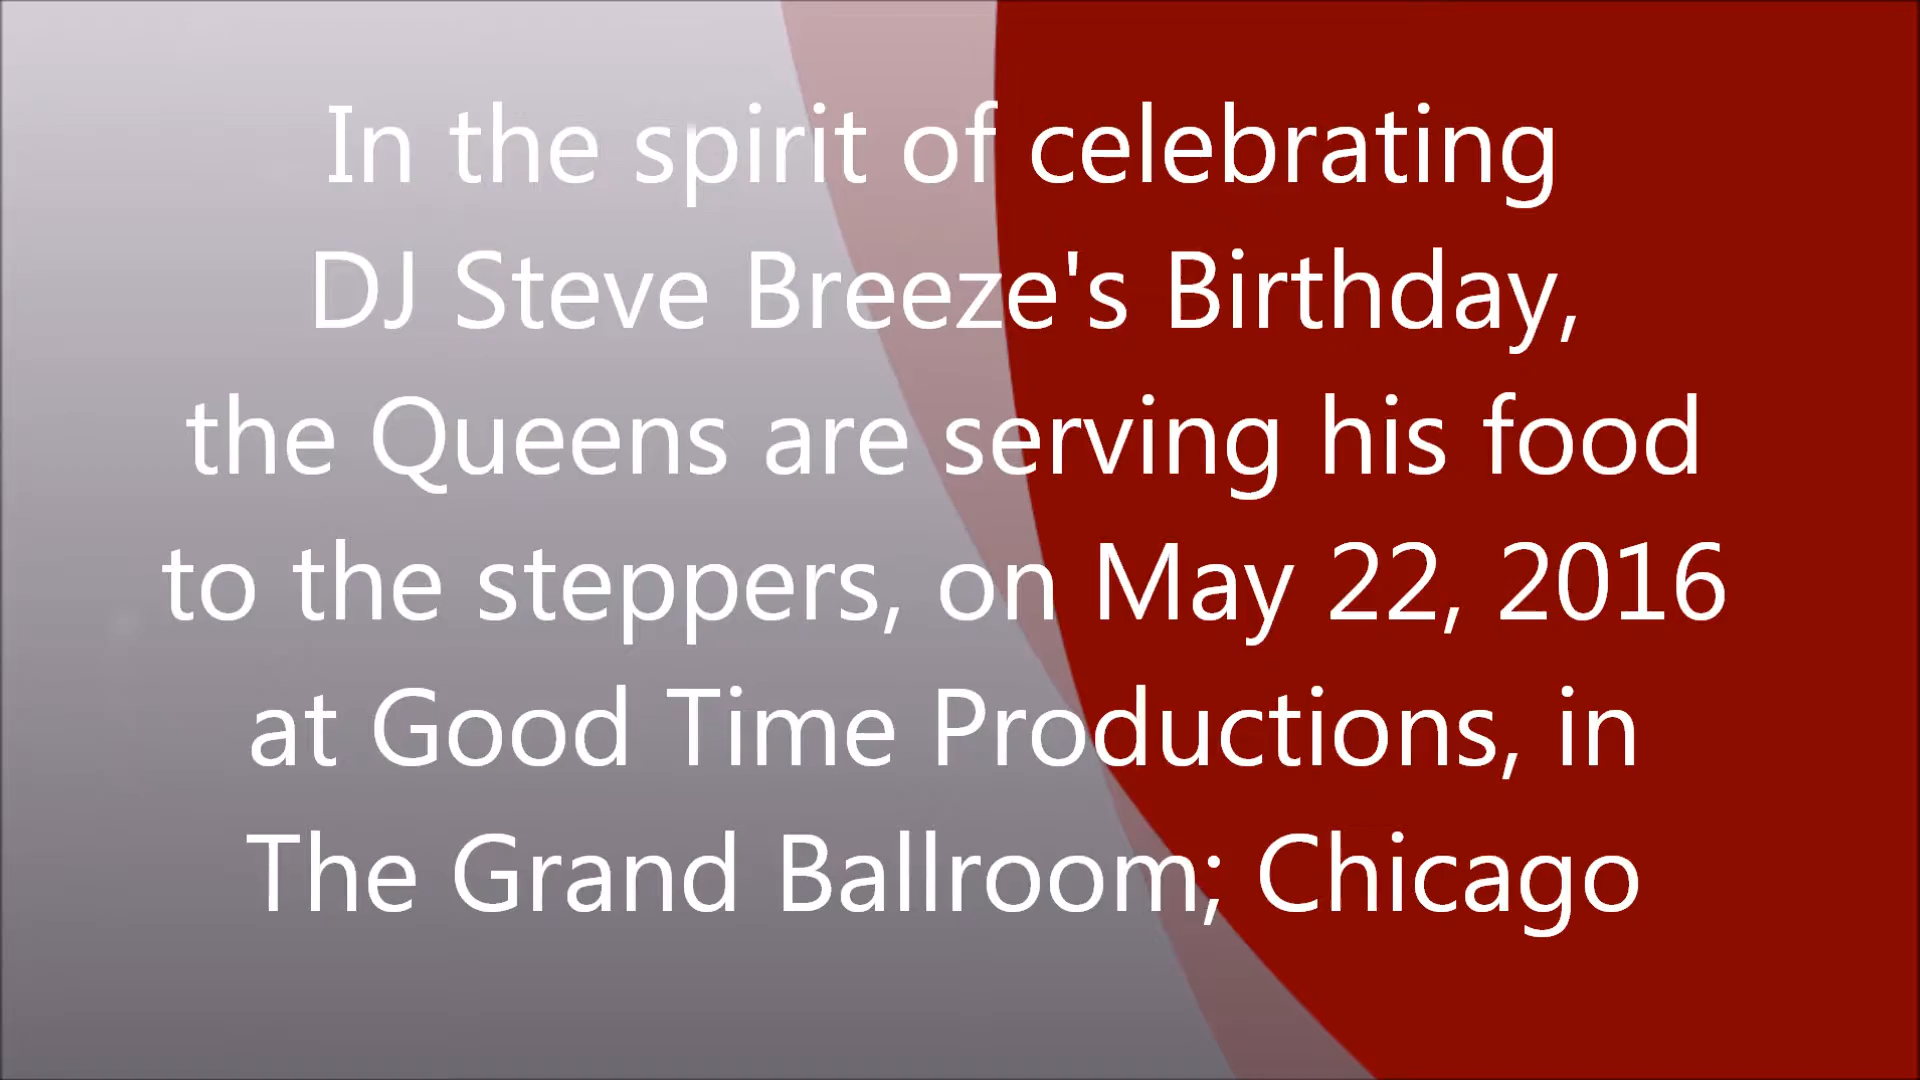 In the spirit of celebrating
DJ Steve Breeze's Birthday,
the Queens are serving his food
to the steppers, on May 22, 2016
at Good Time Productions, in
The Grand Ballroom; Chicago